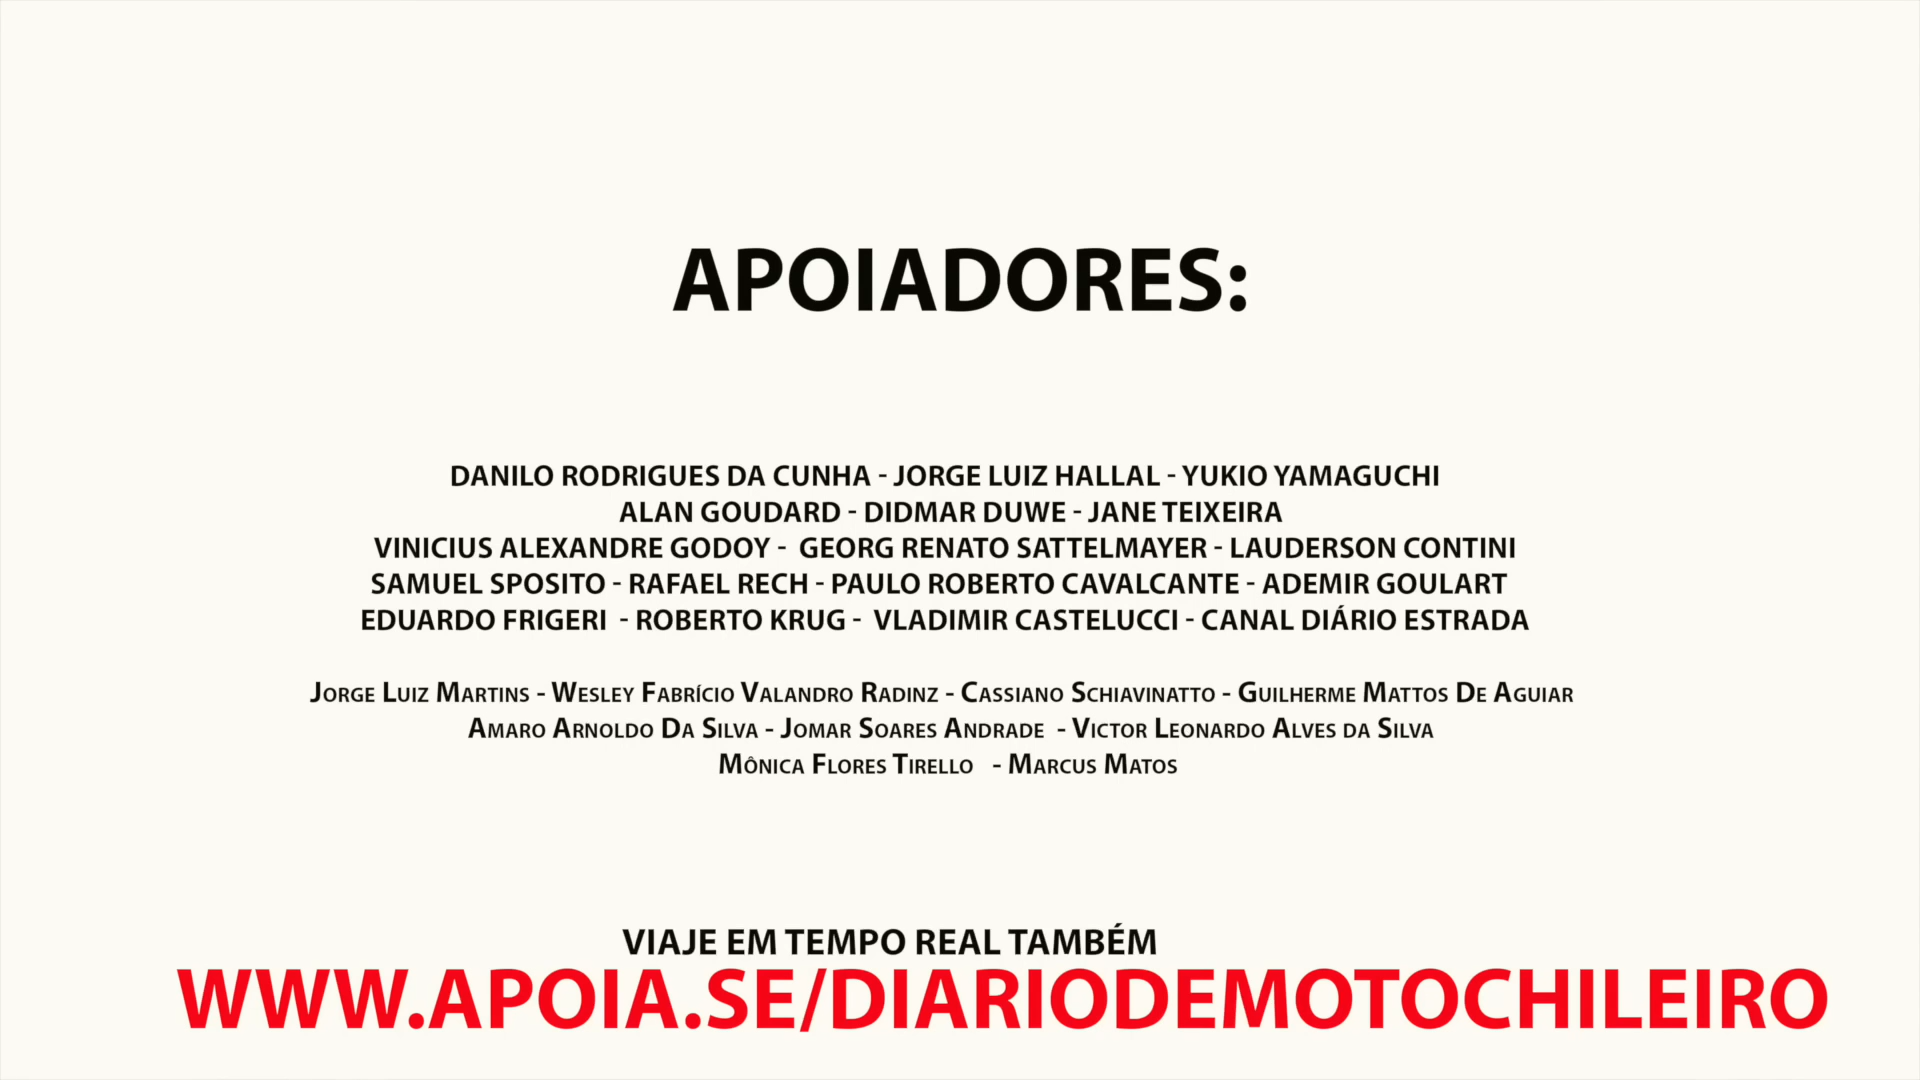 APOIADORES:
DANILO RODRIGUES DA CUNHA - JORGE LUIZ HALLAL - YUKIO YAMAGUCHI
ALAN GOUDARD - DIDMAR DUWE - JANE TEIXEIRA
VINICIUS ALEXANDRE GODOY - GEORG RENATO SATTELMAYER - LAUDERSON CONTINI
SAMUEL SPOSITO - RAFAEL RECH - PAULO ROBERTO CAVALCANTE - ADEMIR GOULART
EDUARDO FRIGERI - ROBERTO KRUG - VLADIMIR CASTELUCCI - CANAL DIÁRIO ESTRADA
Jorge Luiz Martins - Wesley Fabrício Valandro Radinz - Cassiano Schiavinatto - Guilherme Mattos De Aguiar
Amaro Arnoldo Da Silva - Jomar Soares Andrade - Victor Leonardo Alves da Silva
Mônica Flores Tirello - Marcus Matos
VIAJE EM TEMPO REAL TAMBÉM
WWW.APOIA.SE/DIARIODEMOTOCHILEIRO